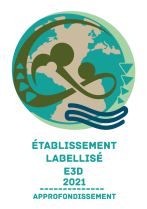 ÉTABLISSEMENT
LABELLISÉ
E3D
2021
APPROFONDISSEMENT